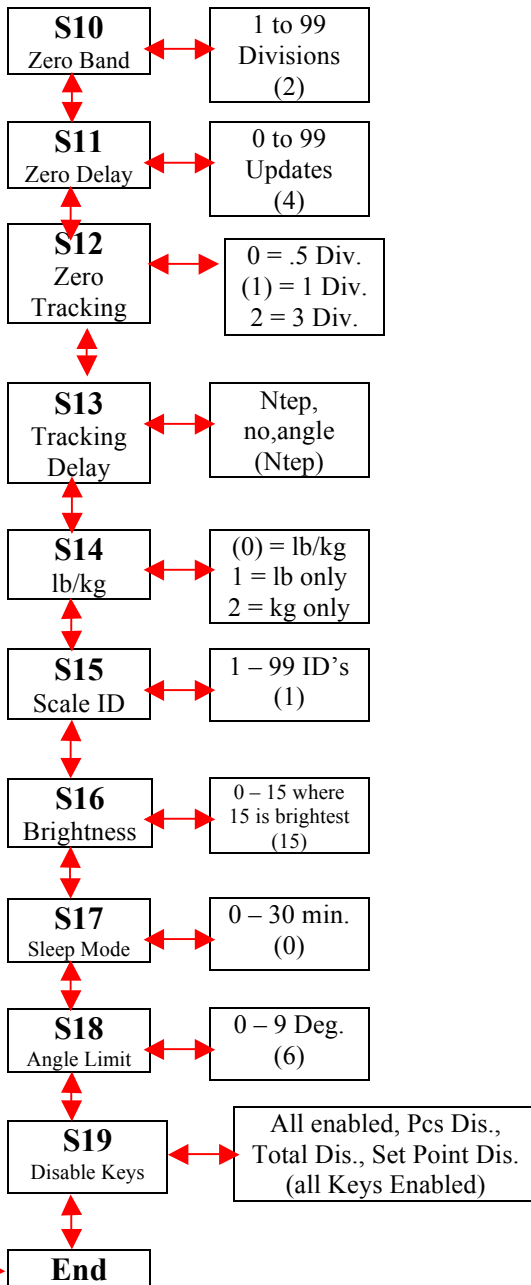 S10
Zero Band
1 to 99
Divisions
(2)
S11
Zero Delay
0 to 99
Updates
(4)
S12
Zero
Tracking
0 = .5 Div.
(1) = 1 Div.
2 = 3 Div.
S13
Tracking
Delay
Ntep,
no,angle
(Ntep)
S14
lb/kg
(0) = lb/kg
1 = lb only
2 = kg only
S15
Scale ID
1 – 99 ID’s
(1)
S16
Brightness
0 – 15 where
15 is brightest
(15)
S17
Sleep Mode
0 – 30 min.
(0)
S18
Angle Limit
0 – 9 Deg.
(6)
S19
Disable Keys
All enabled, Pcs Dis.,
Total Dis., Set Point Dis.
(all Keys Enabled)
End